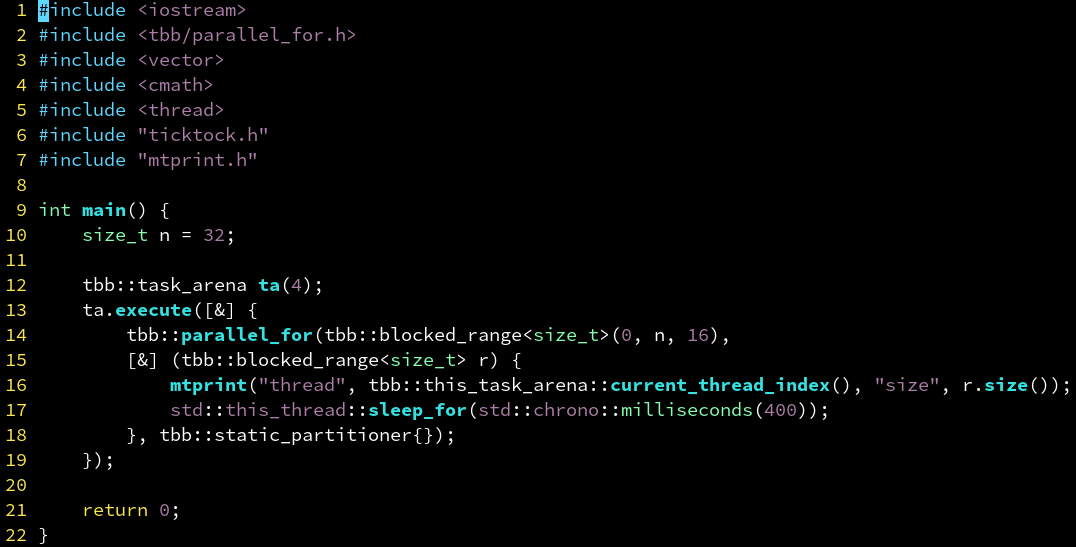 1 #include <iostream>
2 #include <tbb/parallel_for.h>
3 #include <vector>
4 #include <cmath>
5 #include <thread>
6 #include "ticktock.h"
7 #include "mtprint.h"
8
9 int main() {
10     size_t n = 32;
11
12     tbb::task_arena ta(4);
13     ta.execute([&] {
14         tbb::parallel_for(tbb::blocked_range<size_t>(0, n, 16),
15         [&] (tbb::blocked_range<size_t> r) {
16             mtprint("thread", tbb::this_task_arena::current_thread_index(), "size", r.size());
17             std::this_thread::sleep_for(std::chrono::milliseconds(400));
18         }, tbb::static_partitioner{});
19     });
20
21     return 0;
22 }